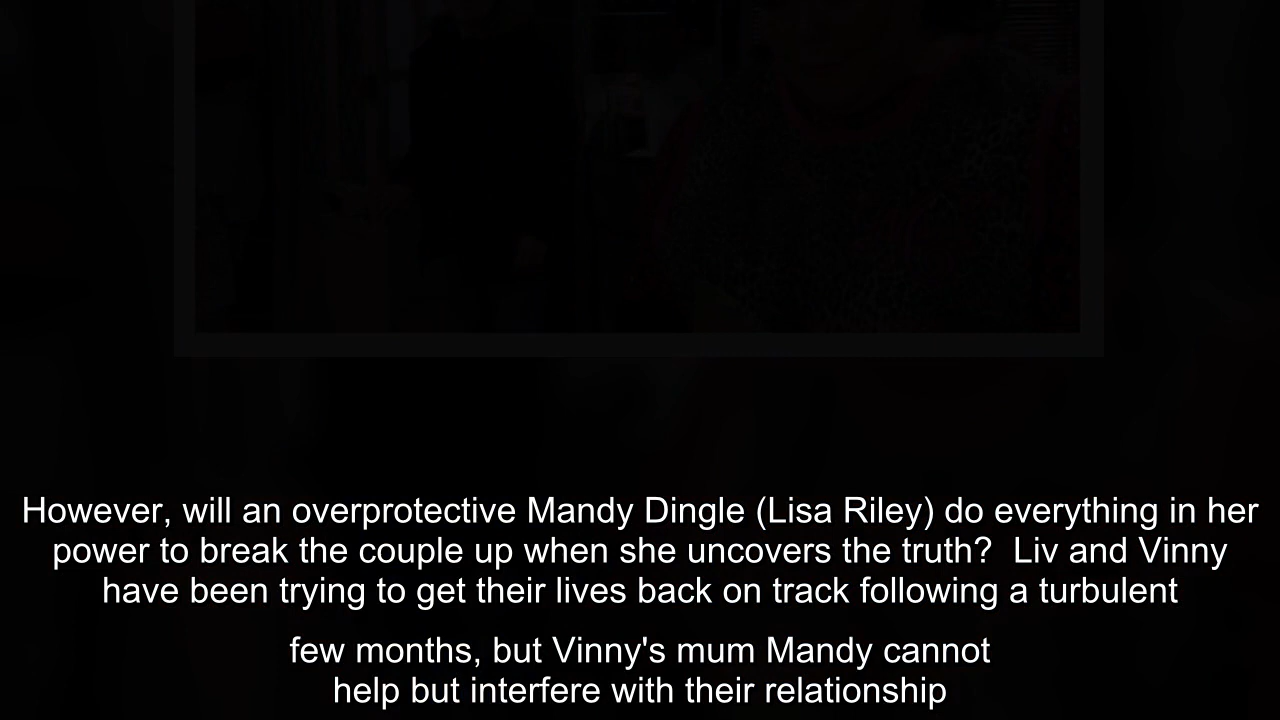 However, will an overprotective Mandy Dingle (Lisa Riley) do everything in her
power to break the couple up when she uncovers the truth?  Liv and Vinny
have been trying to get their lives back on track following a turbulent
few months, but Vinny's mum Mandy cannot
help but interfere with their relationship